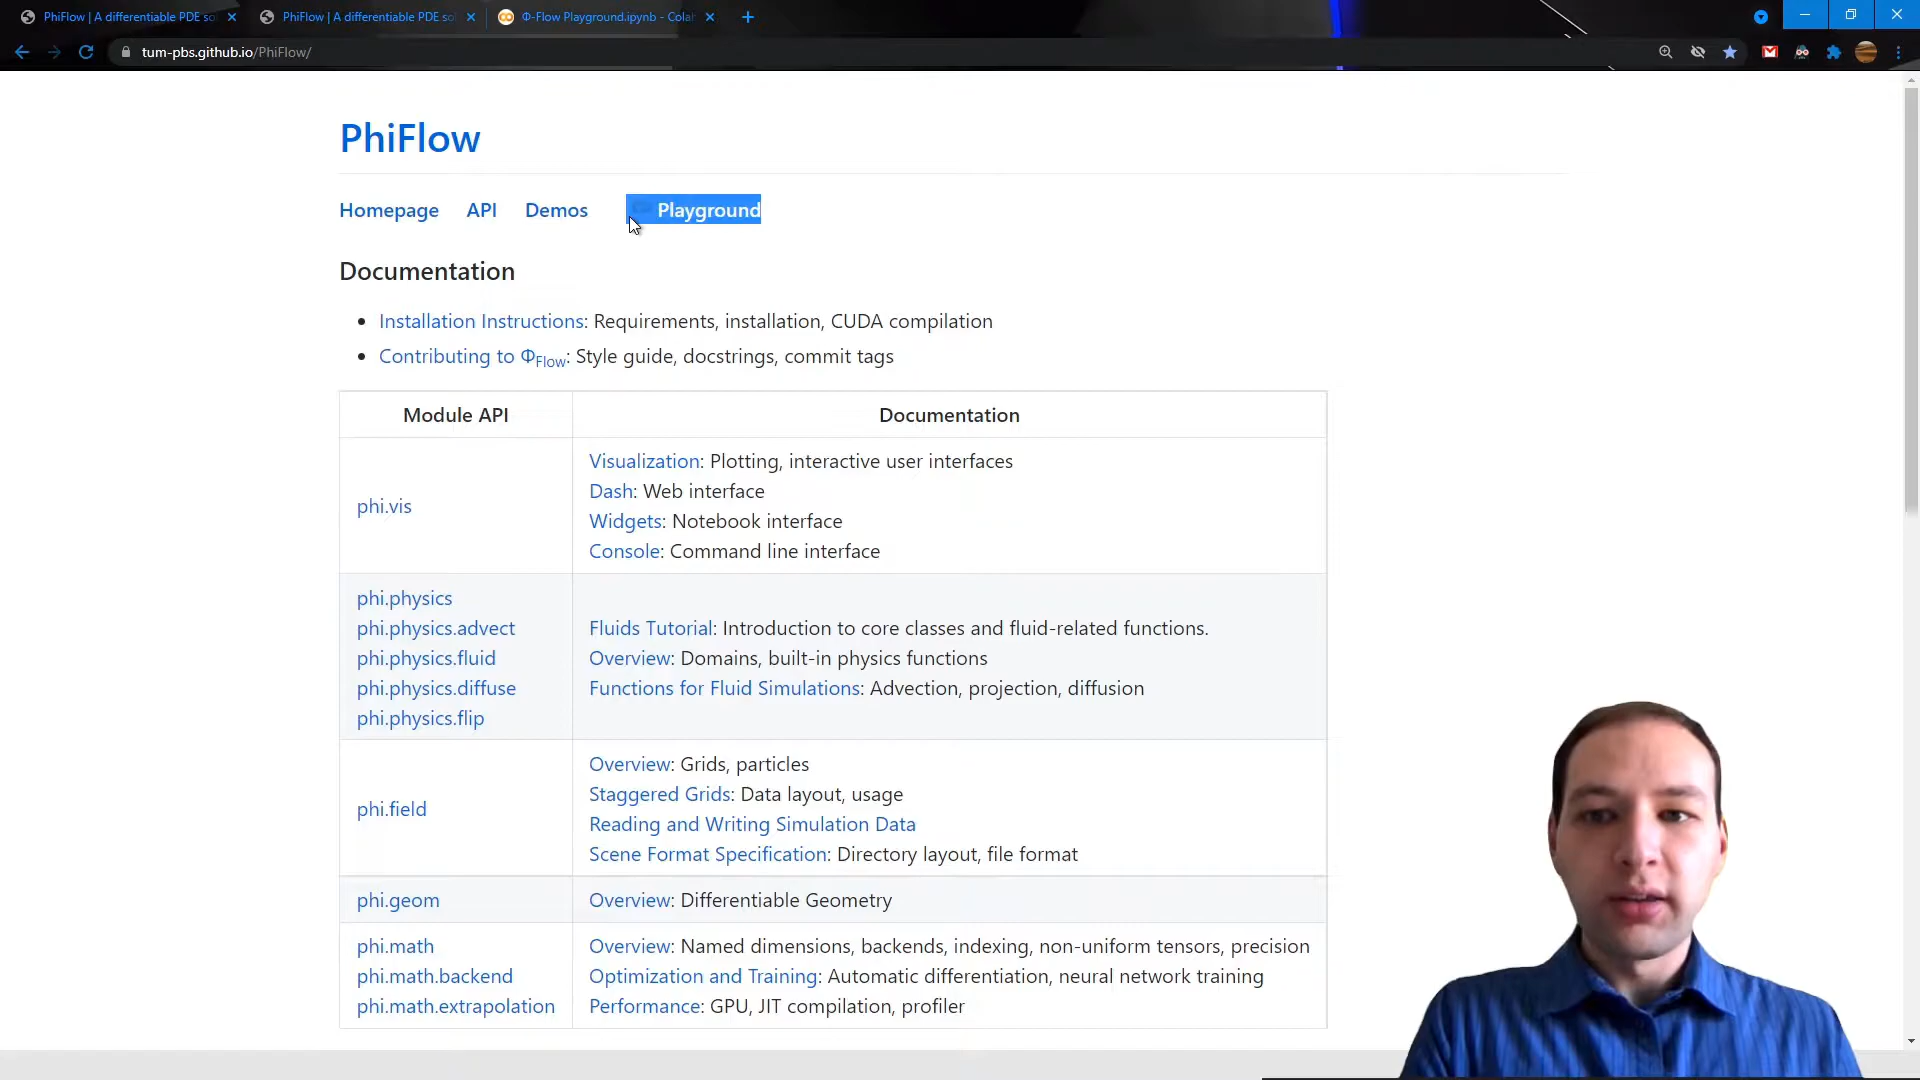 PhiFlow | A differentiable PDE so
PhiFlow | A differentiable PDE so
Φ-Flow Playground.ipynb - Colab
tum-pbs.github.io/PhiFlow/
PhiFlow
Homepage API Demos Playground
Documentation
• Installation Instructions: Requirements, installation, CUDA compilation
• Contributing to ΦFlow: Style guide, docstrings, commit tags
Module API Documentation
phi.vis
Visualization: Plotting, interactive user interfaces
Dash: Web interface
Widgets: Notebook interface
Console: Command line interface
phi.physics
phi.physics.advect
phi.physics.fluid
phi.physics.diffuse
phi.physics.flip
Fluids Tutorial: Introduction to core classes and fluid-related functions.
Overview: Domains, built-in physics functions
Functions for Fluid Simulations: Advection, projection, diffusion
phi.field
Overview: Grids, particles
Staggered Grids: Data layout, usage
Reading and Writing Simulation Data
Scene Format Specification: Directory layout, file format
phi.geom
Overview: Differentiable Geometry
phi.math
phi.math.backend
phi.math.extrapolation
Overview: Named dimensions, backends, indexing, non-uniform tensors, precision
Optimization and Training: Automatic differentiation, neural network training
Performance: GPU, JIT compilation, profiler